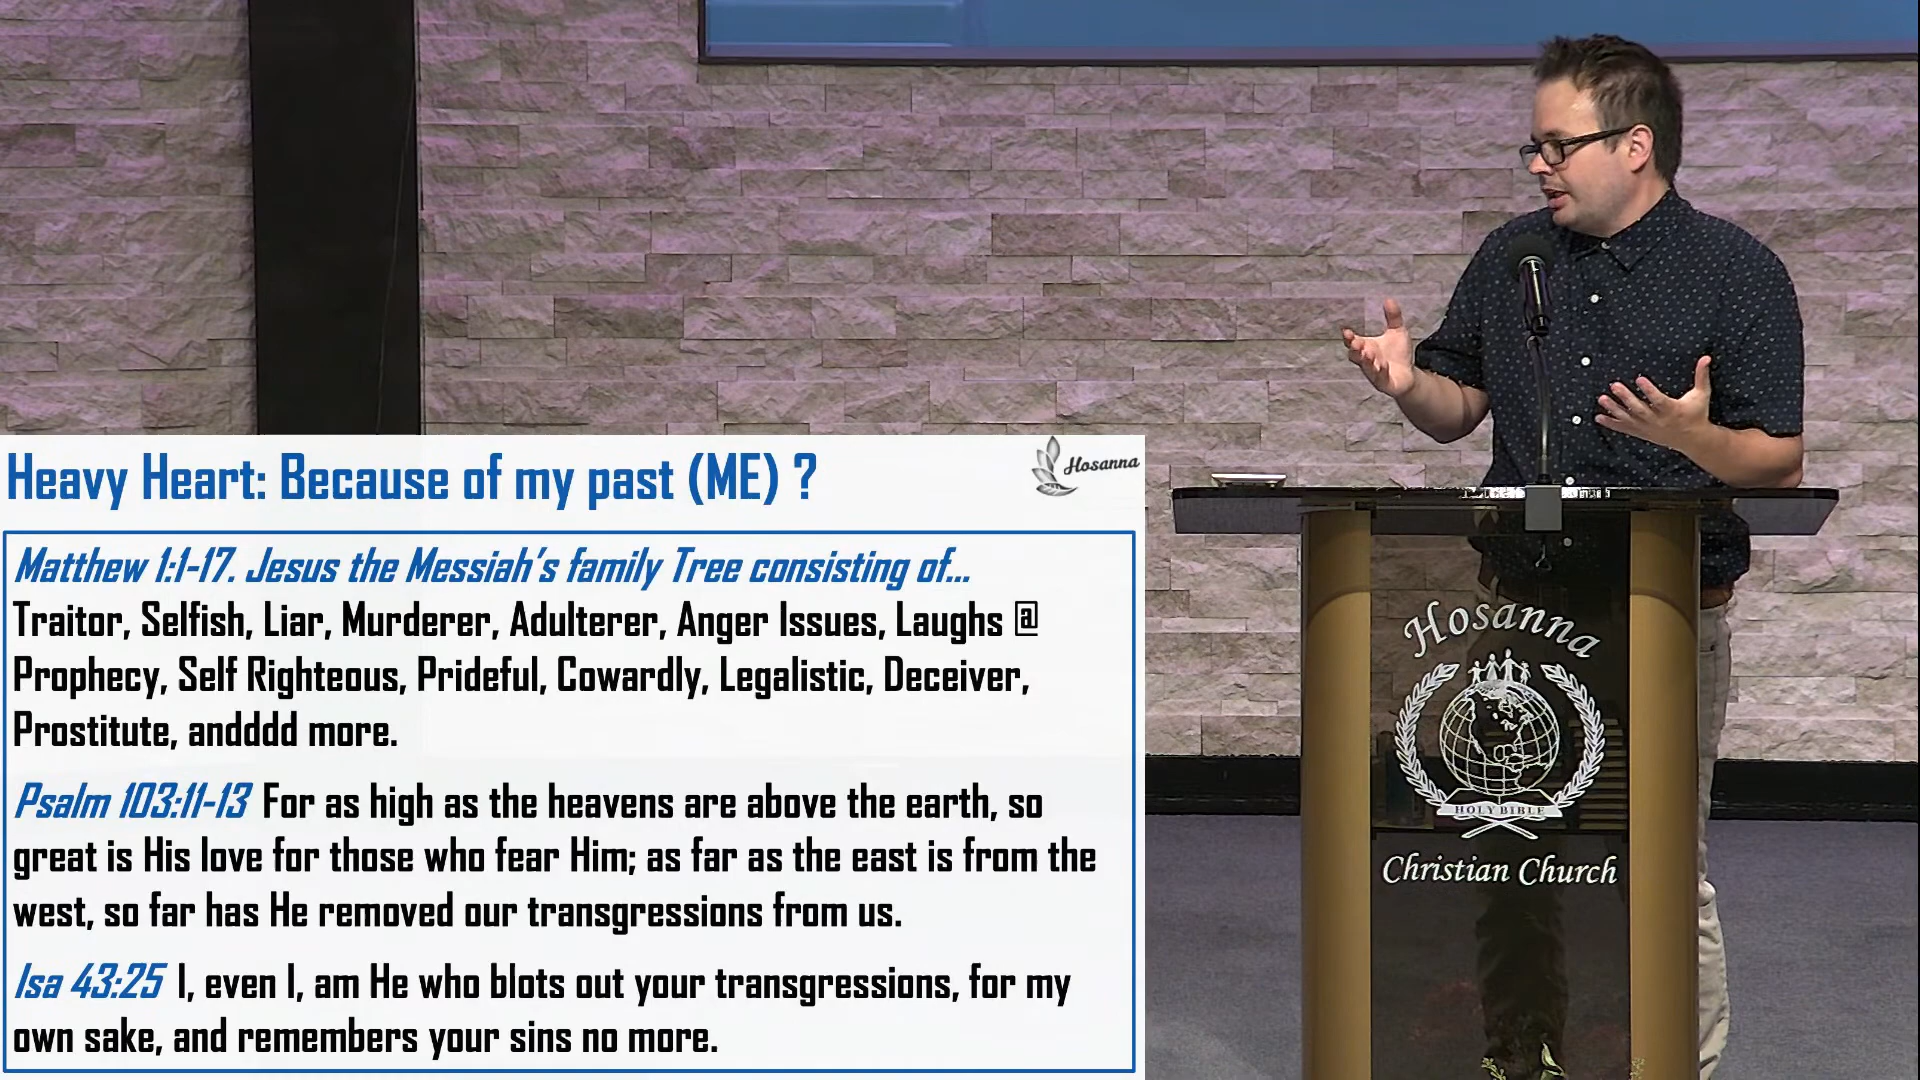 Heavy Heart: Because of my past (ME) ?
Hosanna
Matthew 1:1-17. Jesus the Messiah's family Tree consisting of...
Traitor, Selfish, Liar, Murderer, Adulterer, Anger Issues, Laughs @
Prophecy, Self Righteous, Prideful, Cowardly, Legalistic, Deceiver,
Prostitute, andddd more.
Psalm 103:11-13 For as high as the heavens are above the earth, so
great is His love for those who fear Him; as far as the east is from the
west, so far has He removed our transgressions from us.
Isa 43:25 I, even I, am He who blots out your transgressions, for my
own sake, and remembers your sins no more.
Hosanna
HOLY BIBLE
Christian Church